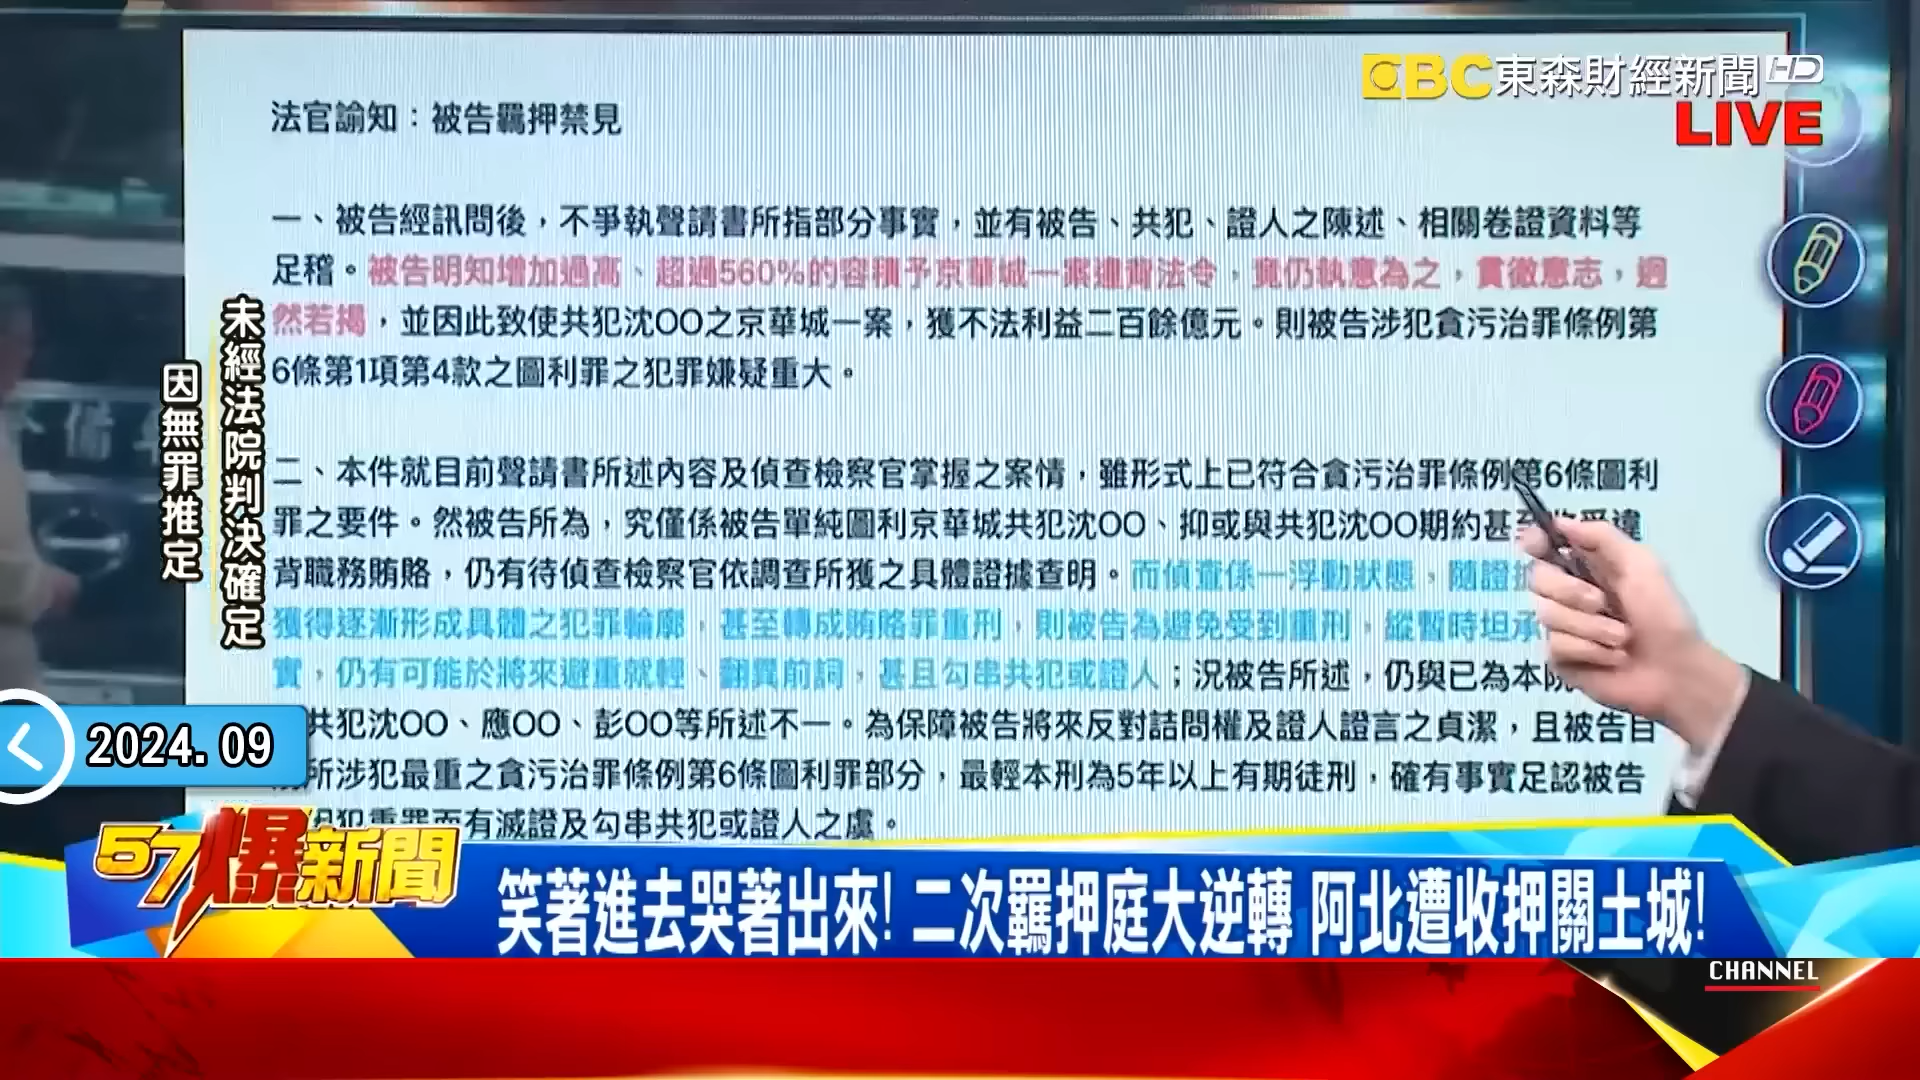 EBC東森財經新聞HD
LIVE
法官諭知：被告羈押禁見
一、被告經訊問後，不爭執聲請書所指部分事實，並有被告、共犯、證人之陳述、相關卷證資料等
足稽。被告明知增加過高、超過560%的容積予京華城一案違背法令，竟仍執意為之，貫徹意志，迥
然若揭，並因此致使共犯沈OO之京華城一案，獲不法利益二百餘億元。則被告涉犯貪污治罪條例第
6條第1項第4款之圖利罪之犯罪嫌疑重大。
二、本件就目前聲請書所述內容及偵查檢察官掌握之案情，雖形式上已符合貪污治罪條例第6條圖利
罪之要件。然被告所為，究僅係被告單純圖利京華城共犯沈OO、抑或與共犯沈OO期約甚至收受違
背職務賄賂，仍有待偵查檢察官依調查所獲之具體證據查明。而偵查係一浮動狀態，隨證
獲得逐漸形成具體之犯罪輪廓，甚至轉成賄賂罪重刑，則被告為避免受到重刑，縱暫時坦承
實，仍有可能於將來避重就輕、翻異前詞，甚且勾串共犯或證人；況被告所述，仍與已為本院
共犯沈OO、應OO、彭OO等所述不一。為保障被告將來反對詰問權及證人證言之貞潔，且被告目
所涉犯最重之貪污治罪條例第6條圖利罪部分，最輕本刑為5年以上有期徒刑，確有事實足認被告
犯重罪而有滅證及勾串共犯或證人之虞。
未經法院判決確定
因無罪推定
2024.09
57爆新聞
笑著進去哭著出來！二次羈押庭大逆轉 阿北遭收押關土城！
CHANNEL